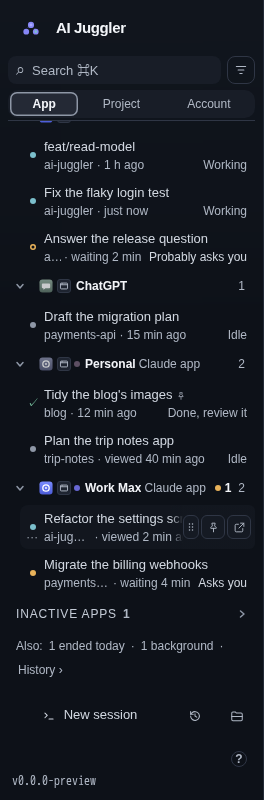 AI Juggler
Search ⌘K
App Project Account
feat/read-model
ai-juggler · 1 h ago Working
Fix the flaky login test
ai-juggler · just now Working
Answer the release question
a… · waiting 2 min Probably asks you
ChatGPT 1
Draft the migration plan
payments-api · 15 min ago Idle
Personal Claude app 2
Tidy the blog's images
blog · 12 min ago Done, review it
Plan the trip notes app
trip-notes · viewed 40 min ago Idle
Work Max Claude app 1 2
Refactor the settings
ai-jug… · viewed 2 min
Migrate the billing webhooks
payments… · waiting 4 min Asks you
INACTIVE APPS 1
Also: 1 ended today · 1 background ·
History ›
New session
?
v0.0.0-preview